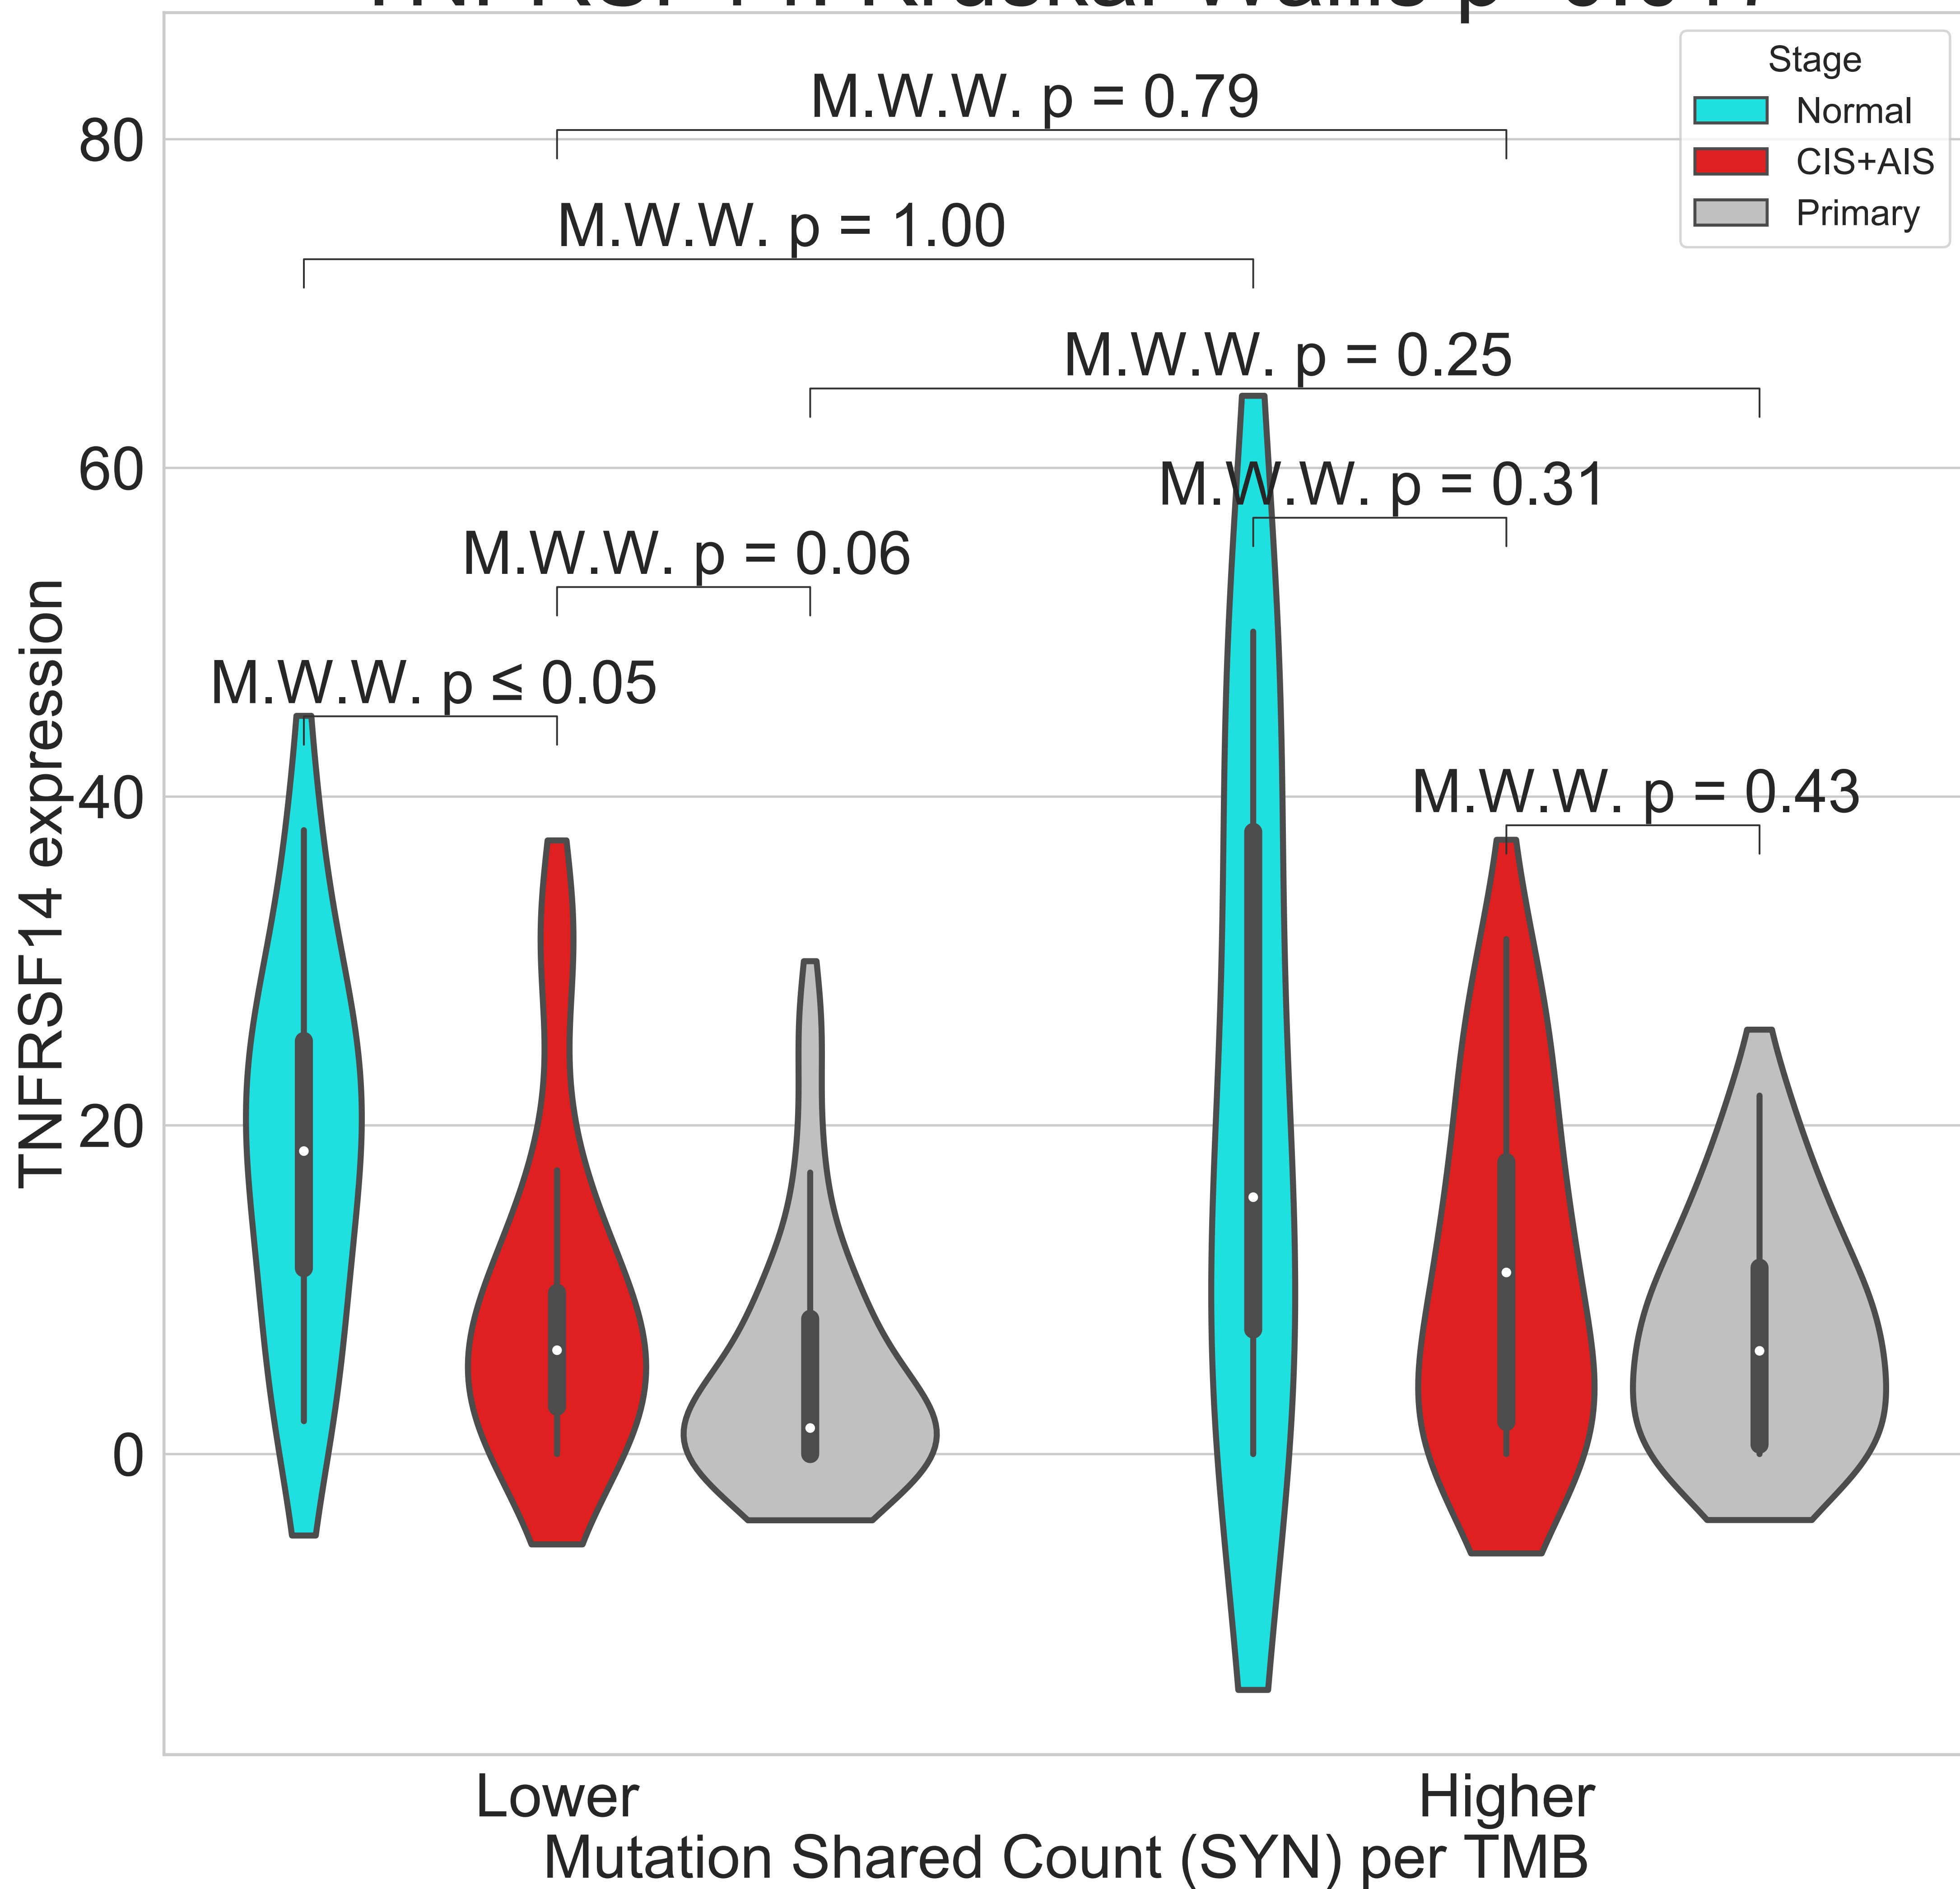 Stage
Normal
CIS+AIS
Primary
M.W.W. p = 0.79
M.W.W. p = 1.00
M.W.W. p = 0.25
M.W.W. p = 0.31
M.W.W. p = 0.06
M.W.W. p ≤ 0.05
M.W.W. p = 0.43
80
60
40
20
0
TNFRSF14 expression
Lower
Higher
Mutation Shared Count (SYN) per TMB